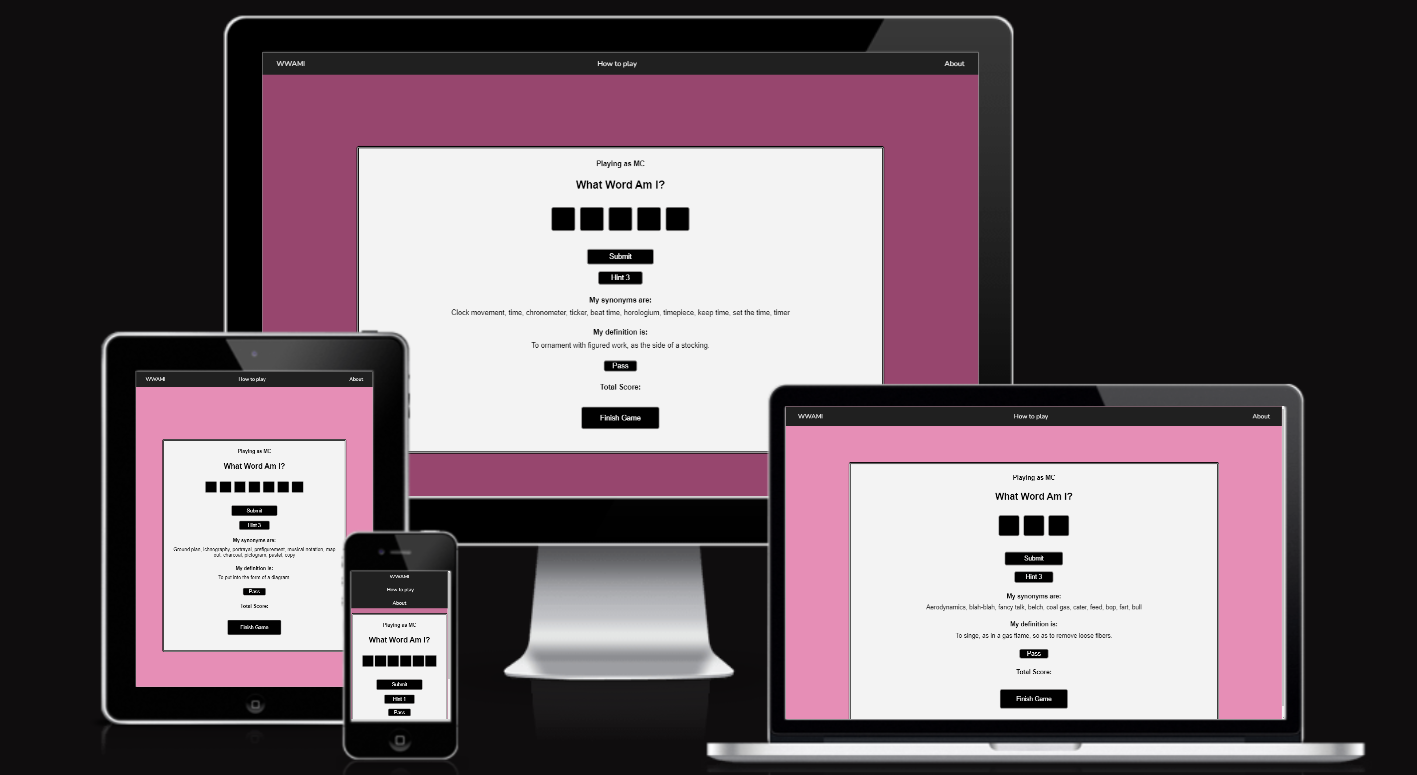 WWAMI How to play About
Playing as MC
What Word Am I?
Submit
Hint 3
My synonyms are:
Clock movement, time, chronometer, ticker, beat time, horologium, timepiece, keep time, set the time, timer
My definition is:
To ornament with figured work, as the side of a stocking.
Pass
Total Score:
Finish Game
WWAMI How to play About
Playing as MC
What Word Am I?
Submit
Hint 3
My synonyms are:
Ground plan, ichnography, portrayal, prefigurement, musical notation, map
out, charcoal, pictogram, pastel, copy
My definition is:
To put into the form of a diagram.
Pass
Total Score:
Finish Game
WWAMI
How to play
About
Playing as MC
What Word Am I?
Submit
Hint 1
Pass
WWAMI How to play About
Playing as MC
What Word Am I?
Submit
Hint 3
My synonyms are:
Aerodynamics, blah-blah, fancy talk, belch, coal gas, cater, feed, bop, fart, bull
My definition is:
To singe, as in a gas flame, so as to remove loose fibers.
Pass
Total Score:
Finish Game